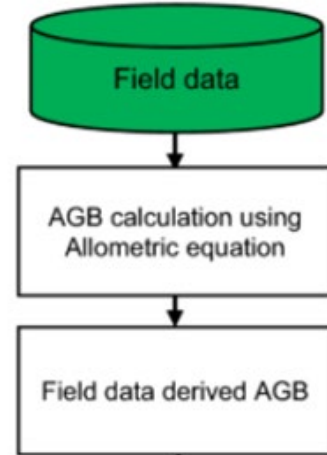 Field data
AGB calculation using
Allometric equation
Field data derived AGB